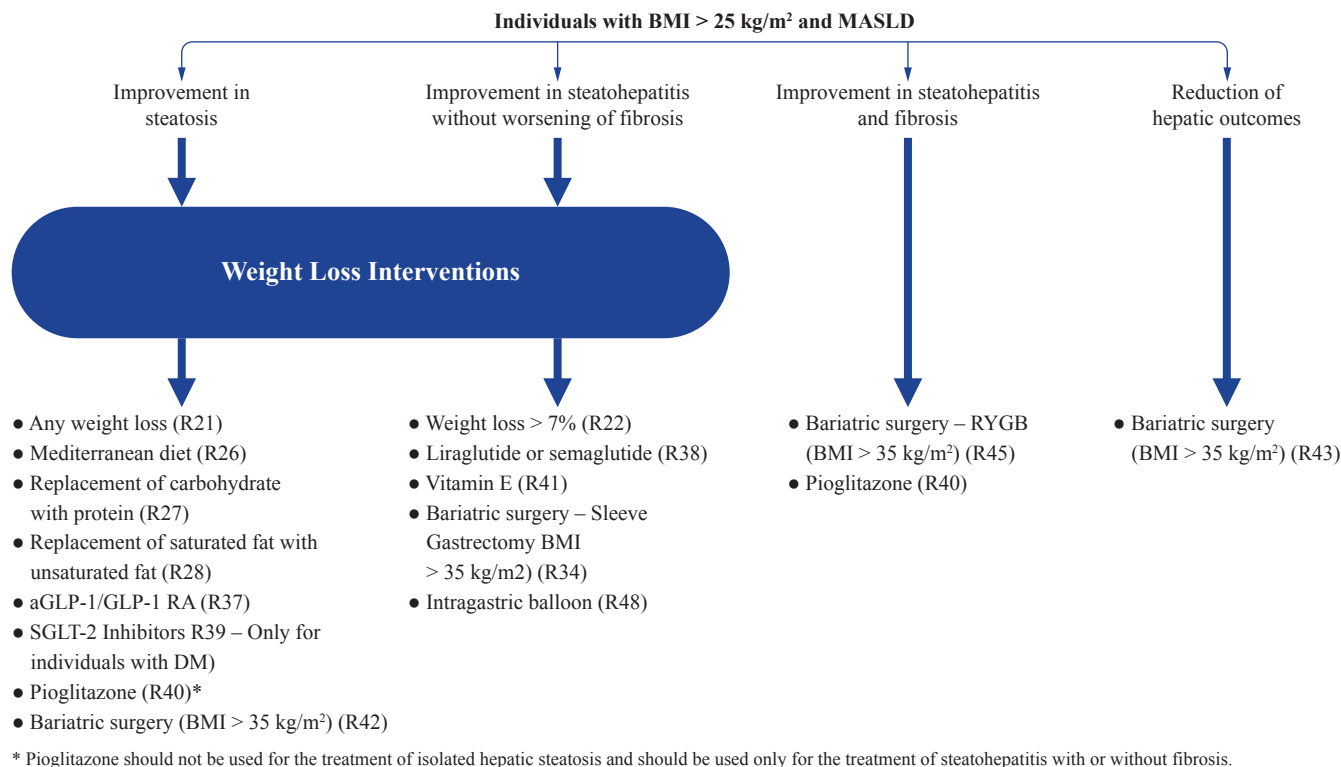 Individuals with BMI > 25 kg/m² and MASLD
Improvement in
steatosis
Improvement in steatohepatitis
without worsening of fibrosis
Improvement in steatohepatitis
and fibrosis
Reduction of
hepatic outcomes
Weight Loss Interventions
● Any weight loss (R21)
● Mediterranean diet (R26)
● Replacement of carbohydrate
with protein (R27)
● Replacement of saturated fat with
unsaturated fat (R28)
● aGLP-1/GLP-1 RA (R37)
● SGLT-2 Inhibitors R39 – Only for
individuals with DM)
● Pioglitazone (R40)*
● Bariatric surgery (BMI > 35 kg/m²) (R42)
● Weight loss > 7% (R22)
● Liraglutide or semaglutide (R38)
● Vitamin E (R41)
● Bariatric surgery – Sleeve
Gastrectomy BMI
> 35 kg/m2) (R34)
● Intragastric balloon (R48)
● Bariatric surgery – RYGB
(BMI > 35 kg/m²) (R45)
● Pioglitazone (R40)
● Bariatric surgery
(BMI > 35 kg/m²) (R43)
* Pioglitazone should not be used for the treatment of isolated hepatic steatosis and should be used only for the treatment of steatohepatitis with or without fibrosis.